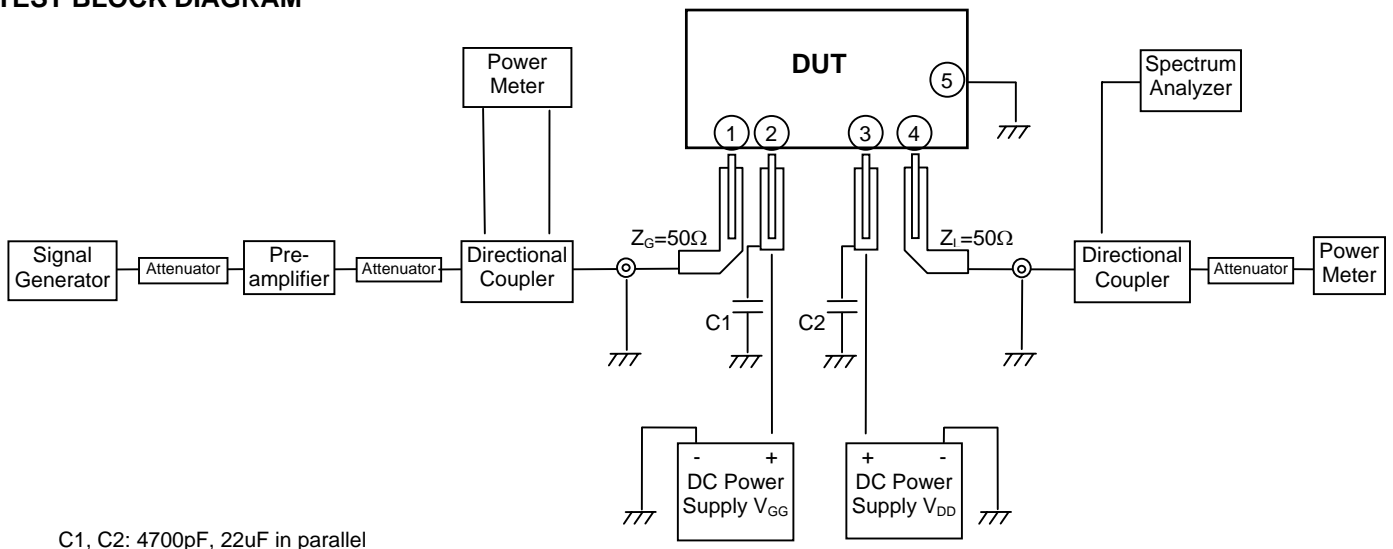 TEST BLOCK DIAGRAM
DUT
Power
Meter
5
Spectrum
Analyzer
1
2
3
4
Z_G=50Ω
Z_L=50Ω
Signal
Generator
Attenuator
Pre-
amplifier
Attenuator
Directional
Coupler
Directional
Coupler
Attenuator
Power
Meter
C1
C2
- +
DC Power
Supply V_GG
+ -
DC Power
Supply V_DD
C1, C2: 4700pF, 22uF in parallel